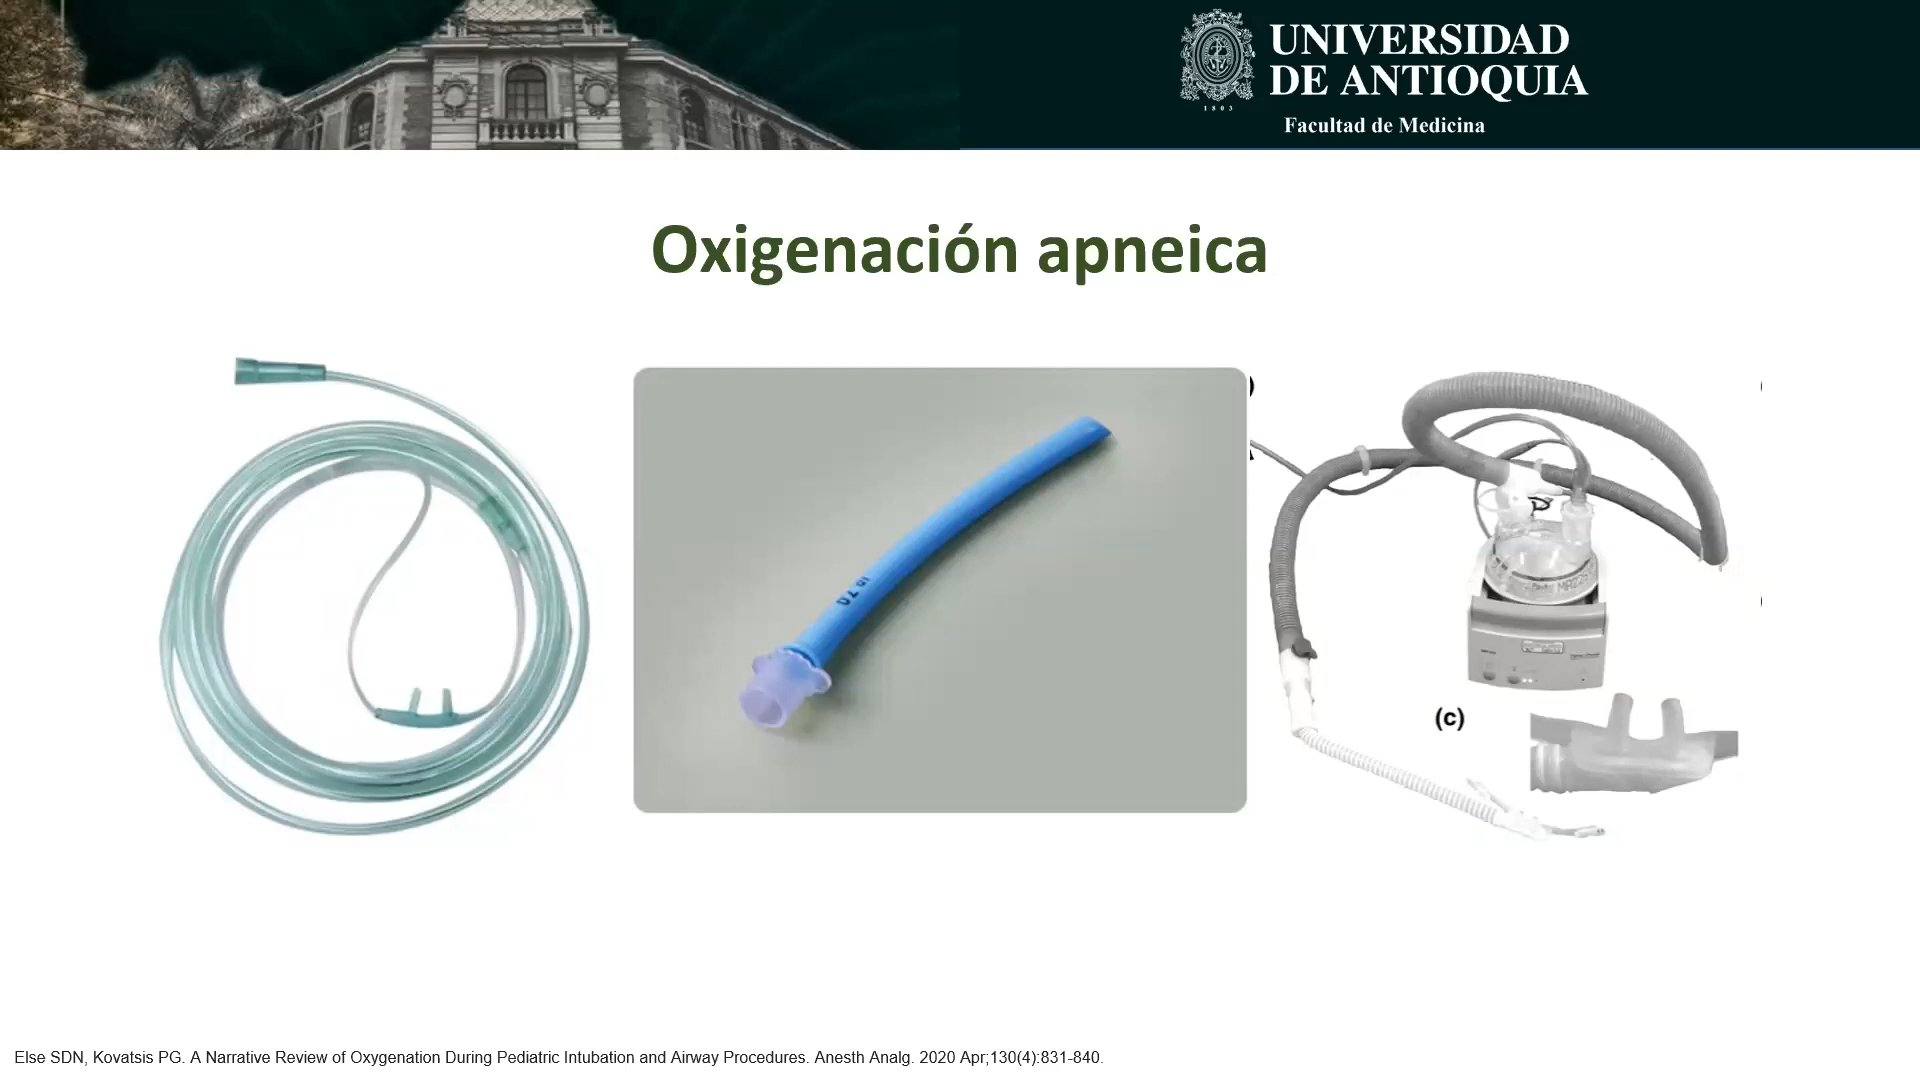 UNIVERSIDAD
DE ANTIOQUIA
1803
Facultad de Medicina
Oxigenación apneica
(c)
Else SDN, Kovatsis PG. A Narrative Review of Oxygenation During Pediatric Intubation and Airway Procedures. Anesth Analg. 2020 Apr;130(4):831-840.